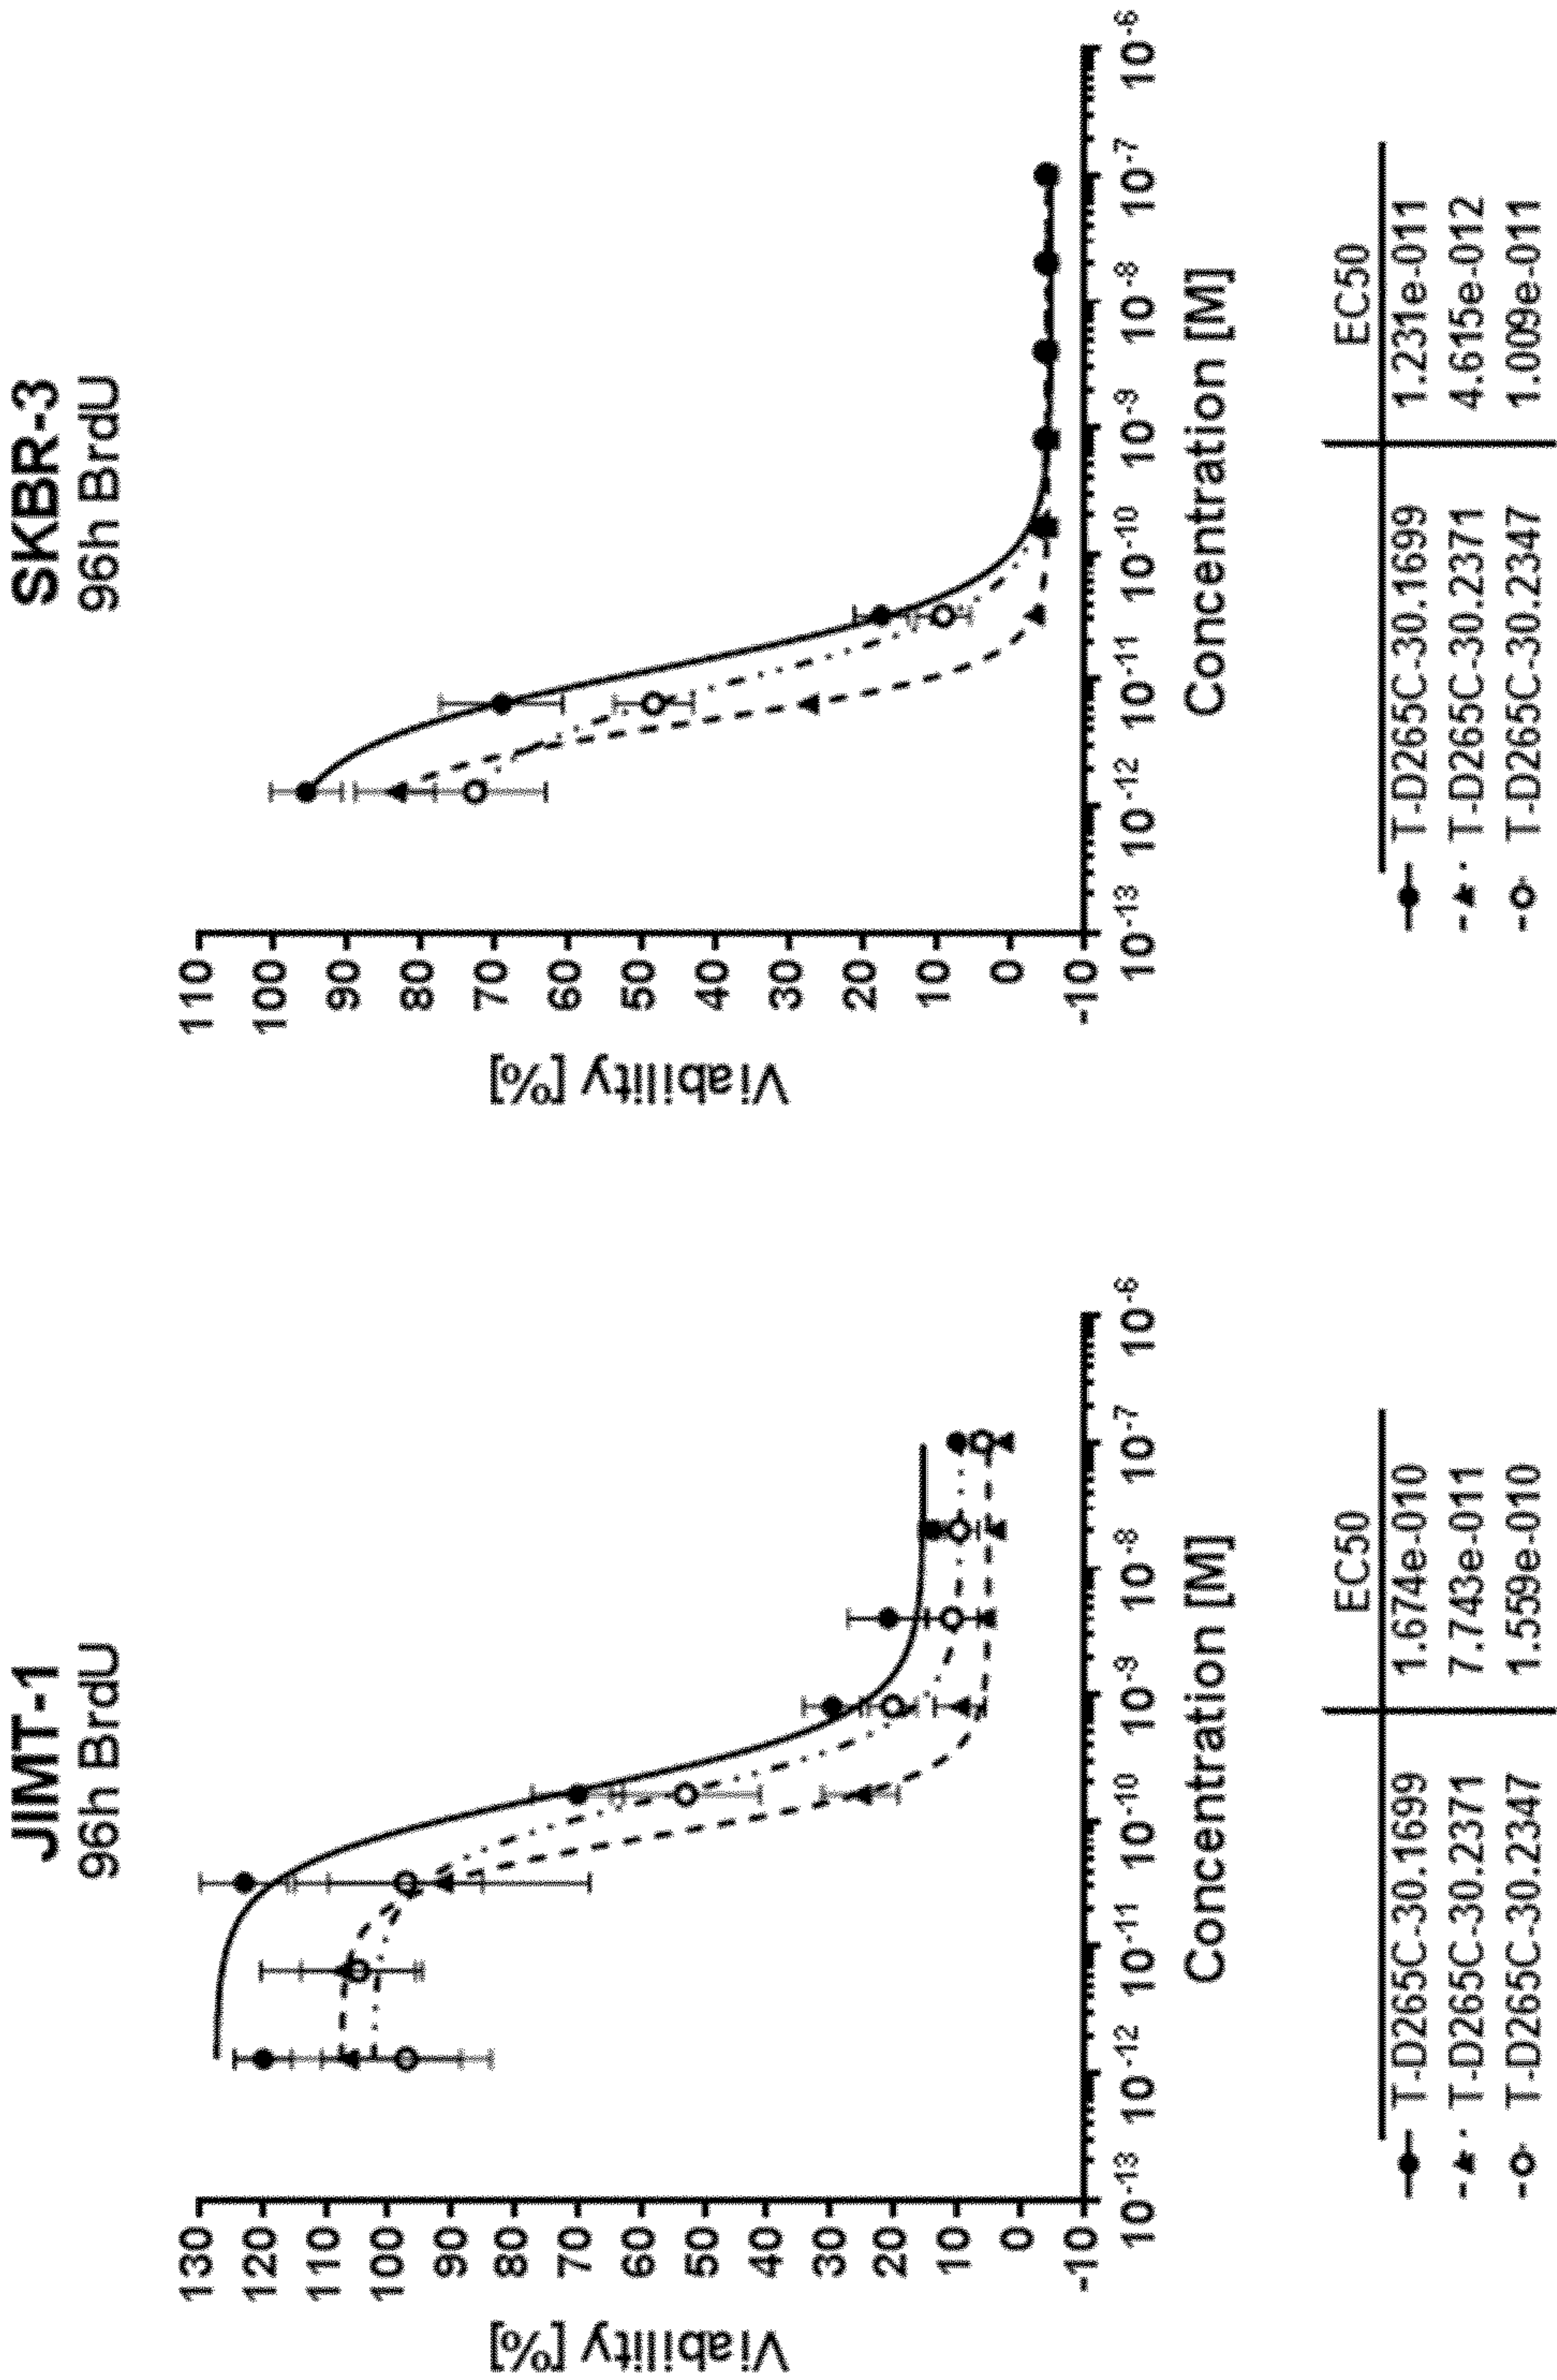 JIMT-1
96h BrdU
Viability [%]
130
120
110
100
90
80
70
60
50
40
30
20
10
0
-10
10-13
10-12
10-11
10-10
10-9
10-8
10-7
10-6
Concentration [M]
EC50
T-D265C-30.1699 1.674e-010
T-D265C-30.2371 7.743e-011
T-D265C-30.2347 1.559e-010
SKBR-3
96h BrdU
Viability [%]
110
100
90
80
70
60
50
40
30
20
10
0
-10
10-13
10-12
10-11
10-10
10-9
10-8
10-7
10-6
Concentration [M]
EC50
T-D265C-30.1699 1.231e-011
T-D265C-30.2371 4.615e-012
T-D265C-30.2347 1.009e-011